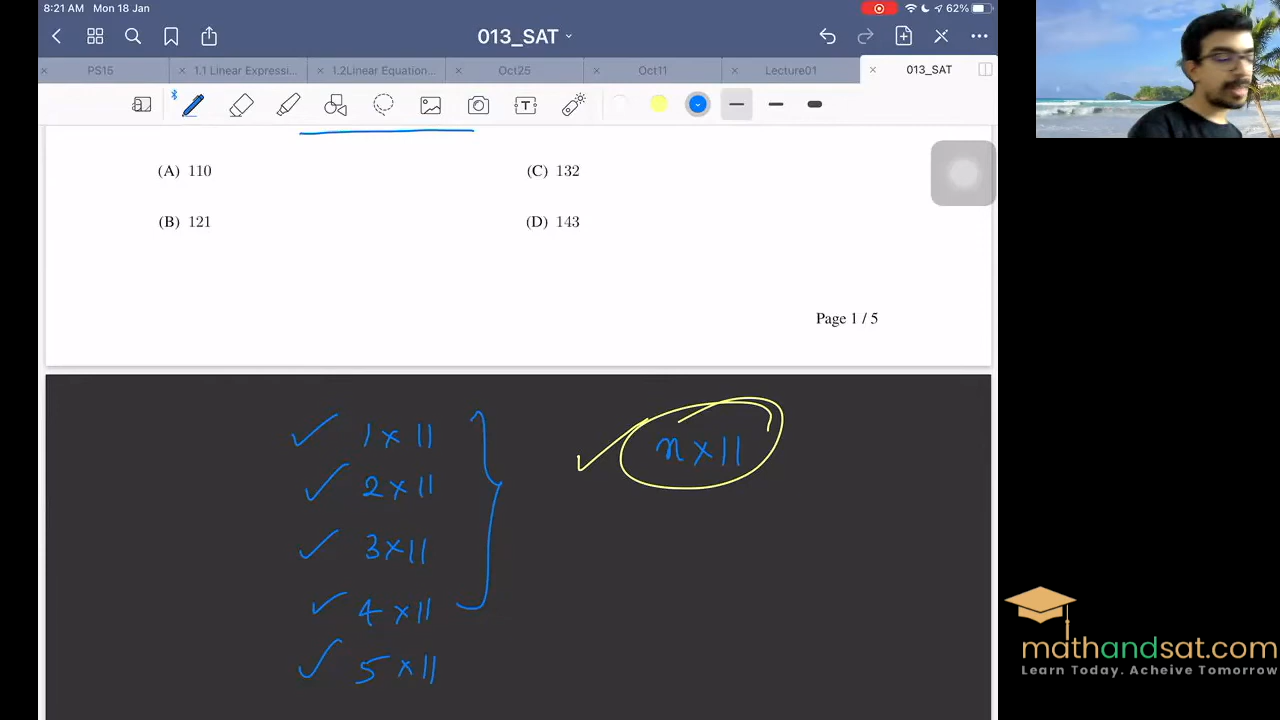 8:21 AM Mon 18 Jan
62%
013_SAT
PS15
1.1 Linear Expressi...
1.2Linear Equation...
Oct25
Oct11
Lecture01
013_SAT
T
(A) 110
(C) 132
(B) 121
(D) 143
Page 1 / 5
1 x 11
2 x 11
3 x 11
4 x 11
5 x 11
n x 11
mathandsat.com
Learn Today. Acheive Tomorrow